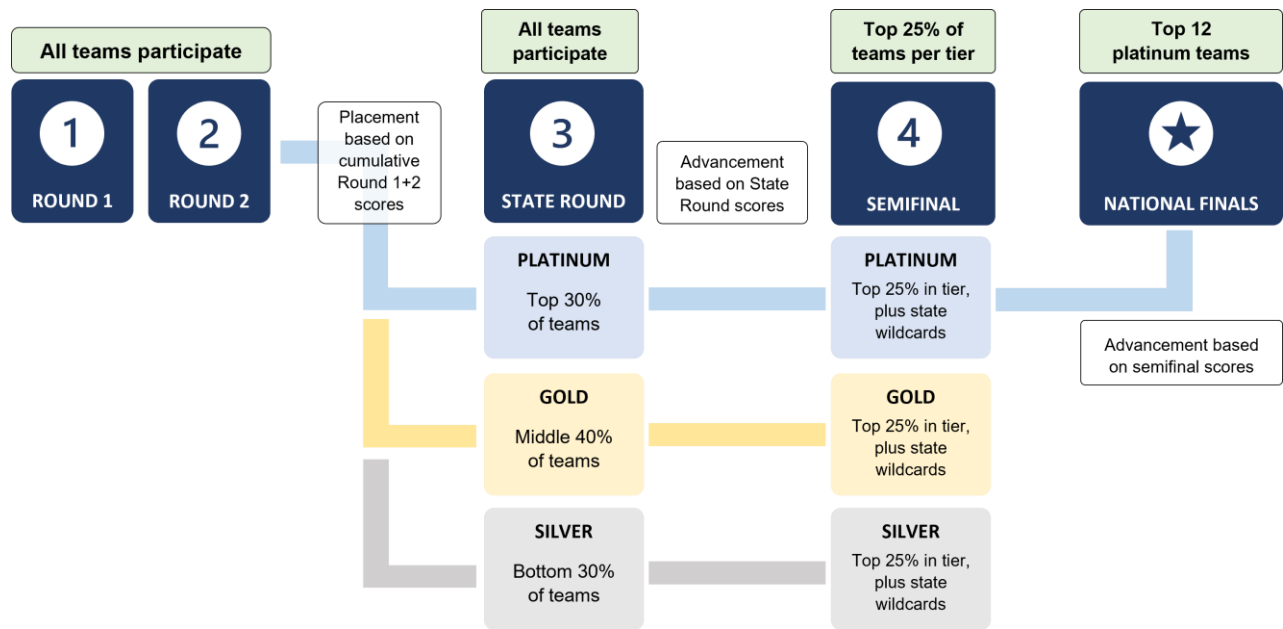 All teams participate
1
ROUND 1
2
ROUND 2
Placement
based on
cumulative
Round 1+2
scores
All teams
participate
3
STATE ROUND
Advancement
based on State
Round scores
Top 25% of
teams per tier
4
SEMIFINAL
Top 12
platinum teams
NATIONAL FINALS
PLATINUM
Top 30%
of teams
PLATINUM
Top 25% in tier,
plus state
wildcards
Advancement based
on semifinal scores
GOLD
Middle 40%
of teams
GOLD
Top 25% in tier,
plus state
wildcards
SILVER
Bottom 30%
of teams
SILVER
Top 25% in tier,
plus state
wildcards